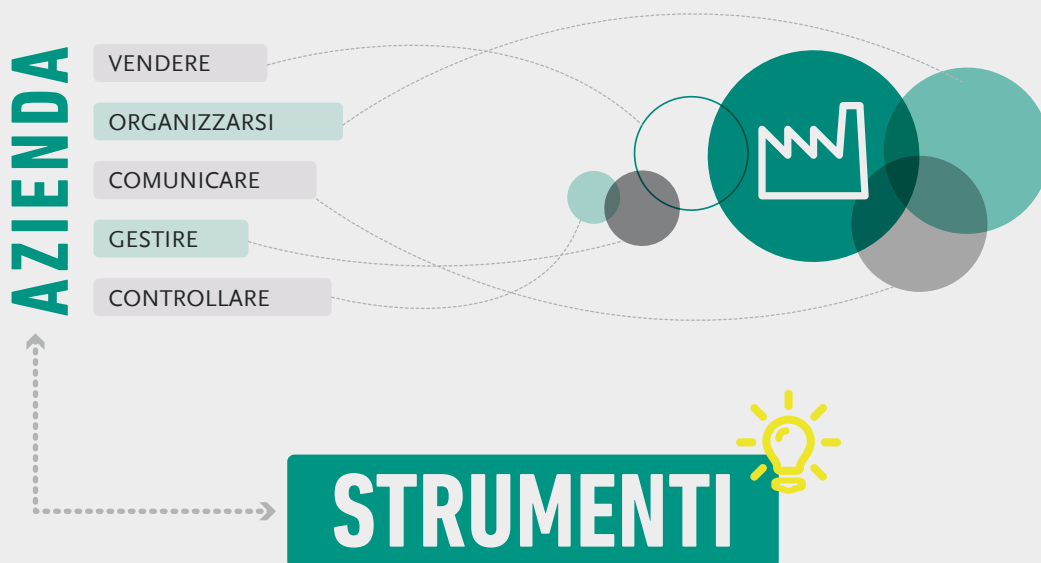 AZIENDA
VENDERE
ORGANIZZARSI
COMUNICARE
GESTIRE
CONTROLLARE
STRUMENTI